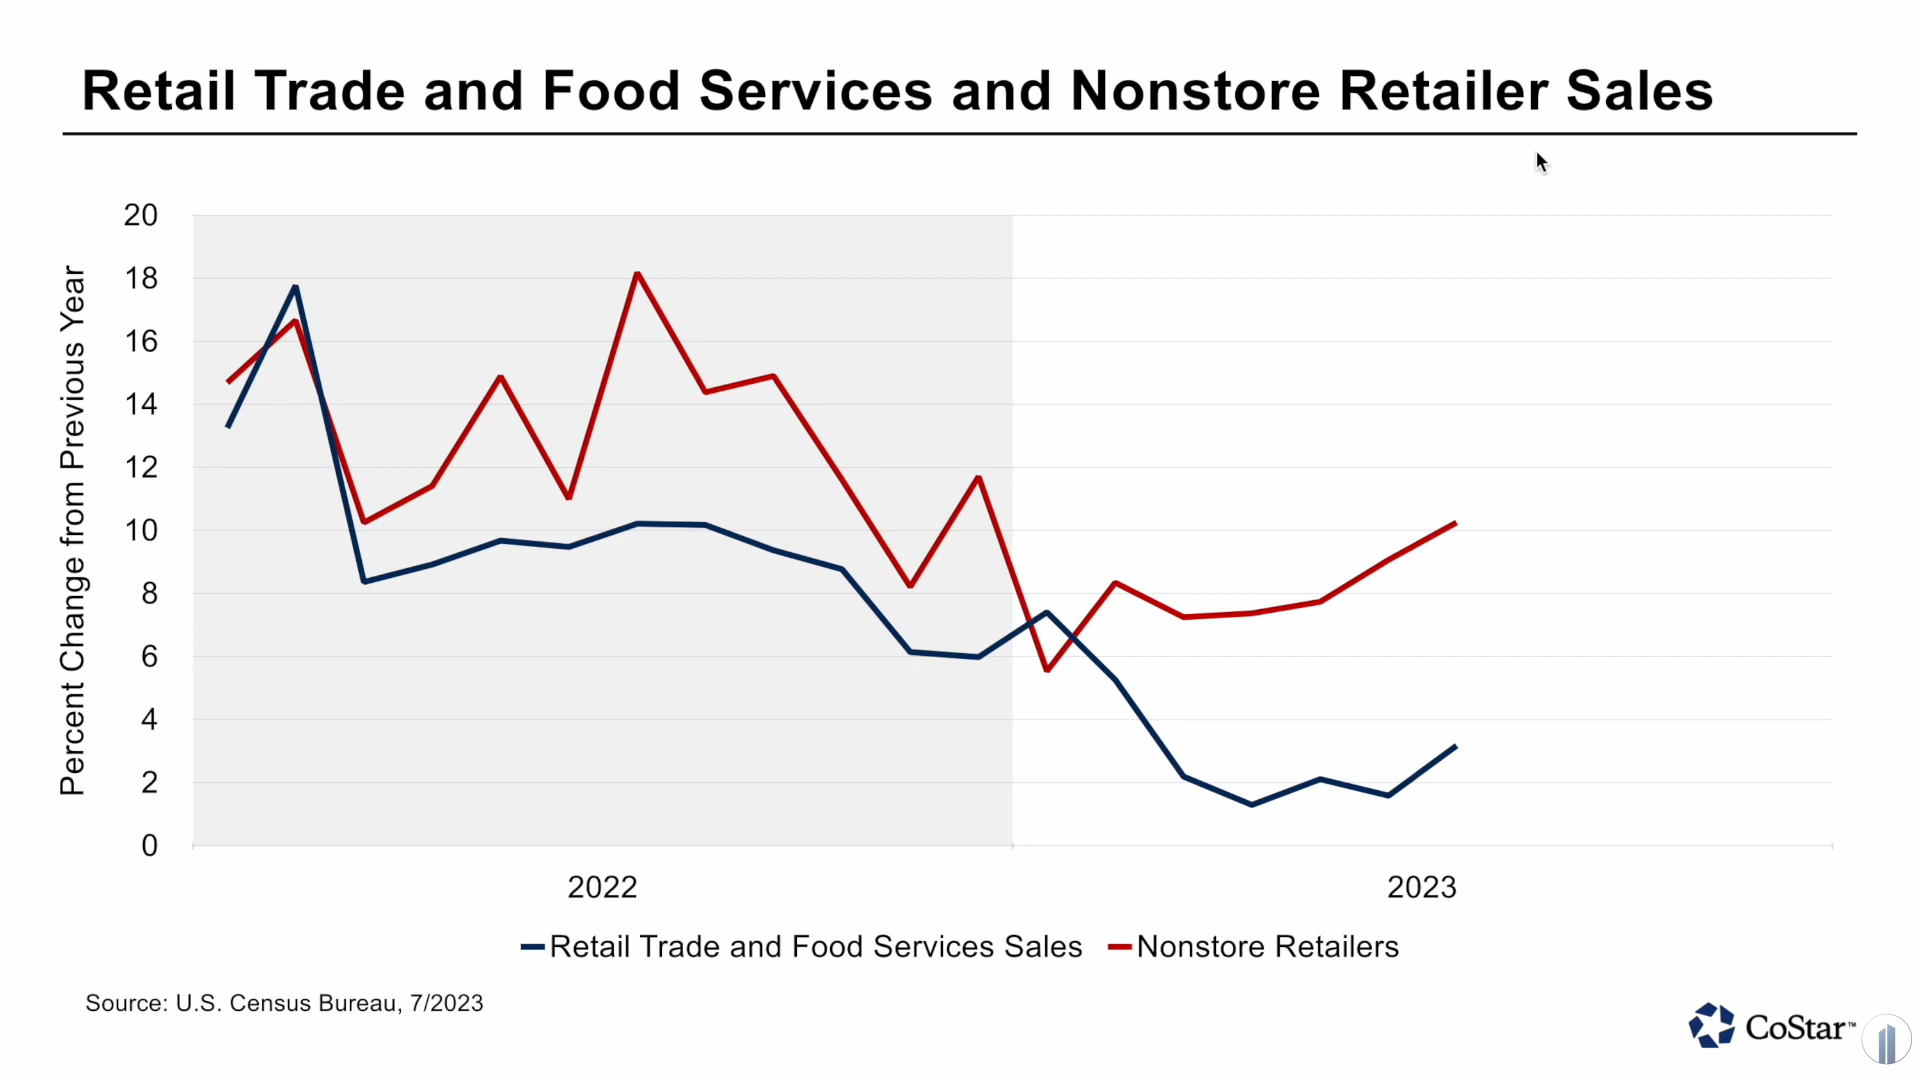 Retail Trade and Food Services and Nonstore Retailer Sales
Percent Change from Previous Year
20
18
16
14
12
10
8
6
4
2
0
2022
2023
Retail Trade and Food Services Sales
Nonstore Retailers
Source: U.S. Census Bureau, 7/2023
CoStar™